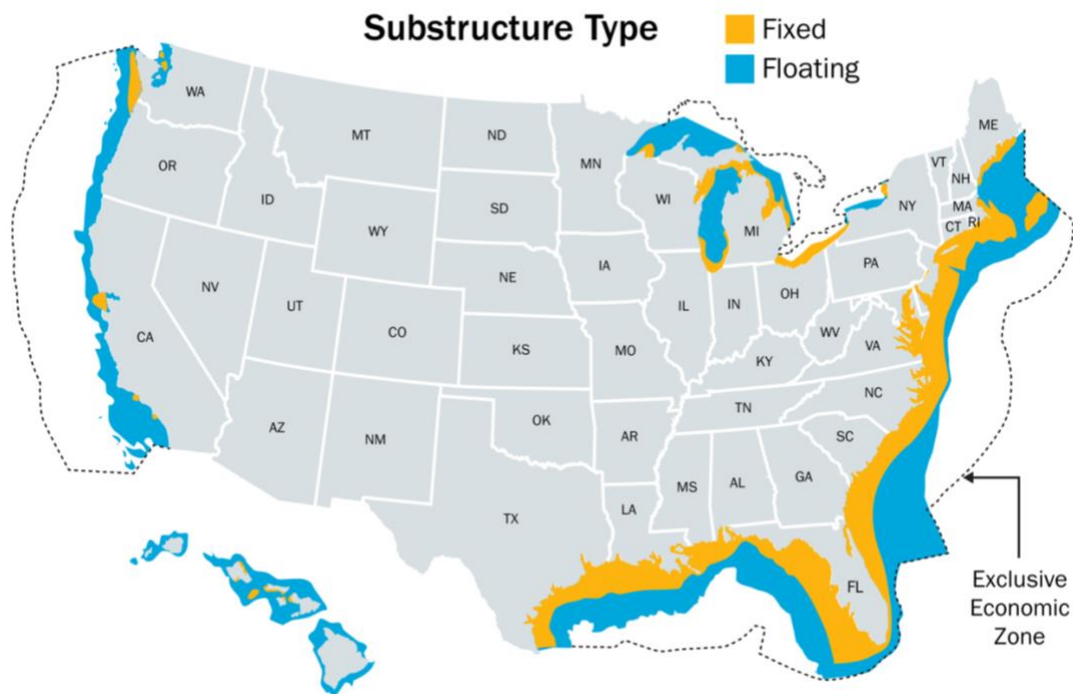 Substructure Type
Fixed
Floating
WA
MT
ND
MN
ME
VT
NH
OR
ID
WY
SD
WI
MI
NY
MA
CT
RI
NV
UT
CO
NE
IA
IL
IN
OH
PA
CA
KS
MO
KY
WV
VA
AZ
NM
OK
AR
TN
NC
SC
TX
LA
MS
AL
GA
FL
Exclusive
Economic
Zone